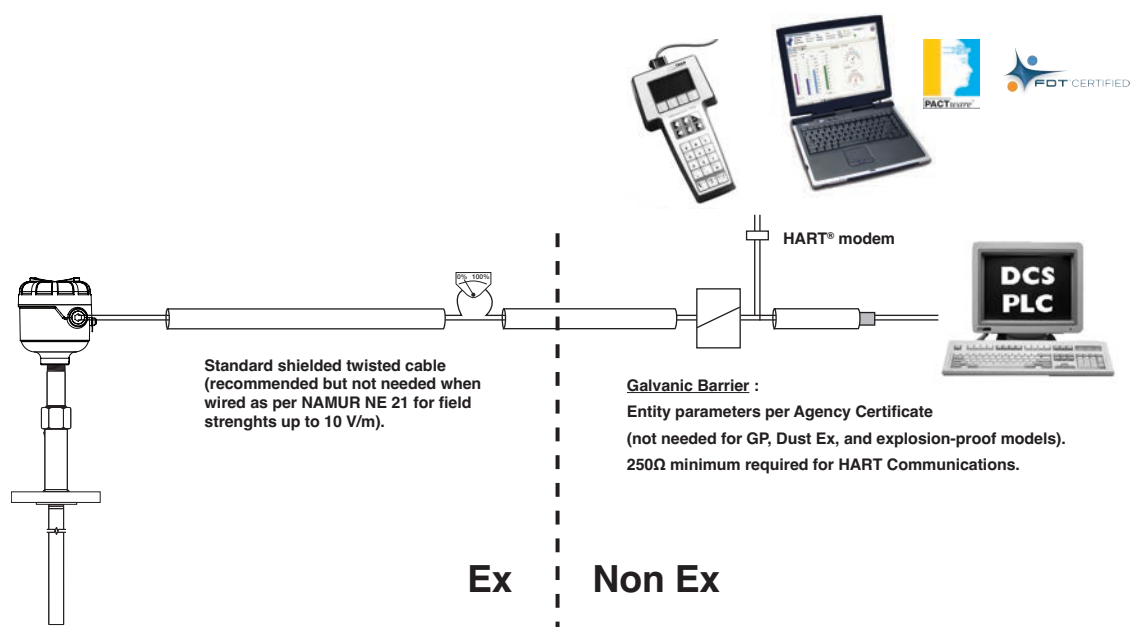 PACTware™
FDT CERTIFIED
HART® modem
0% 100%
DCS
PLC
Standard shielded twisted cable
(recommended but not needed when
wired as per NAMUR NE 21 for field
strenghts up to 10 V/m).
Galvanic Barrier :
Entity parameters per Agency Certificate
(not needed for GP, Dust Ex, and explosion-proof models).
250Ω minimum required for HART Communications.
Ex
Non Ex